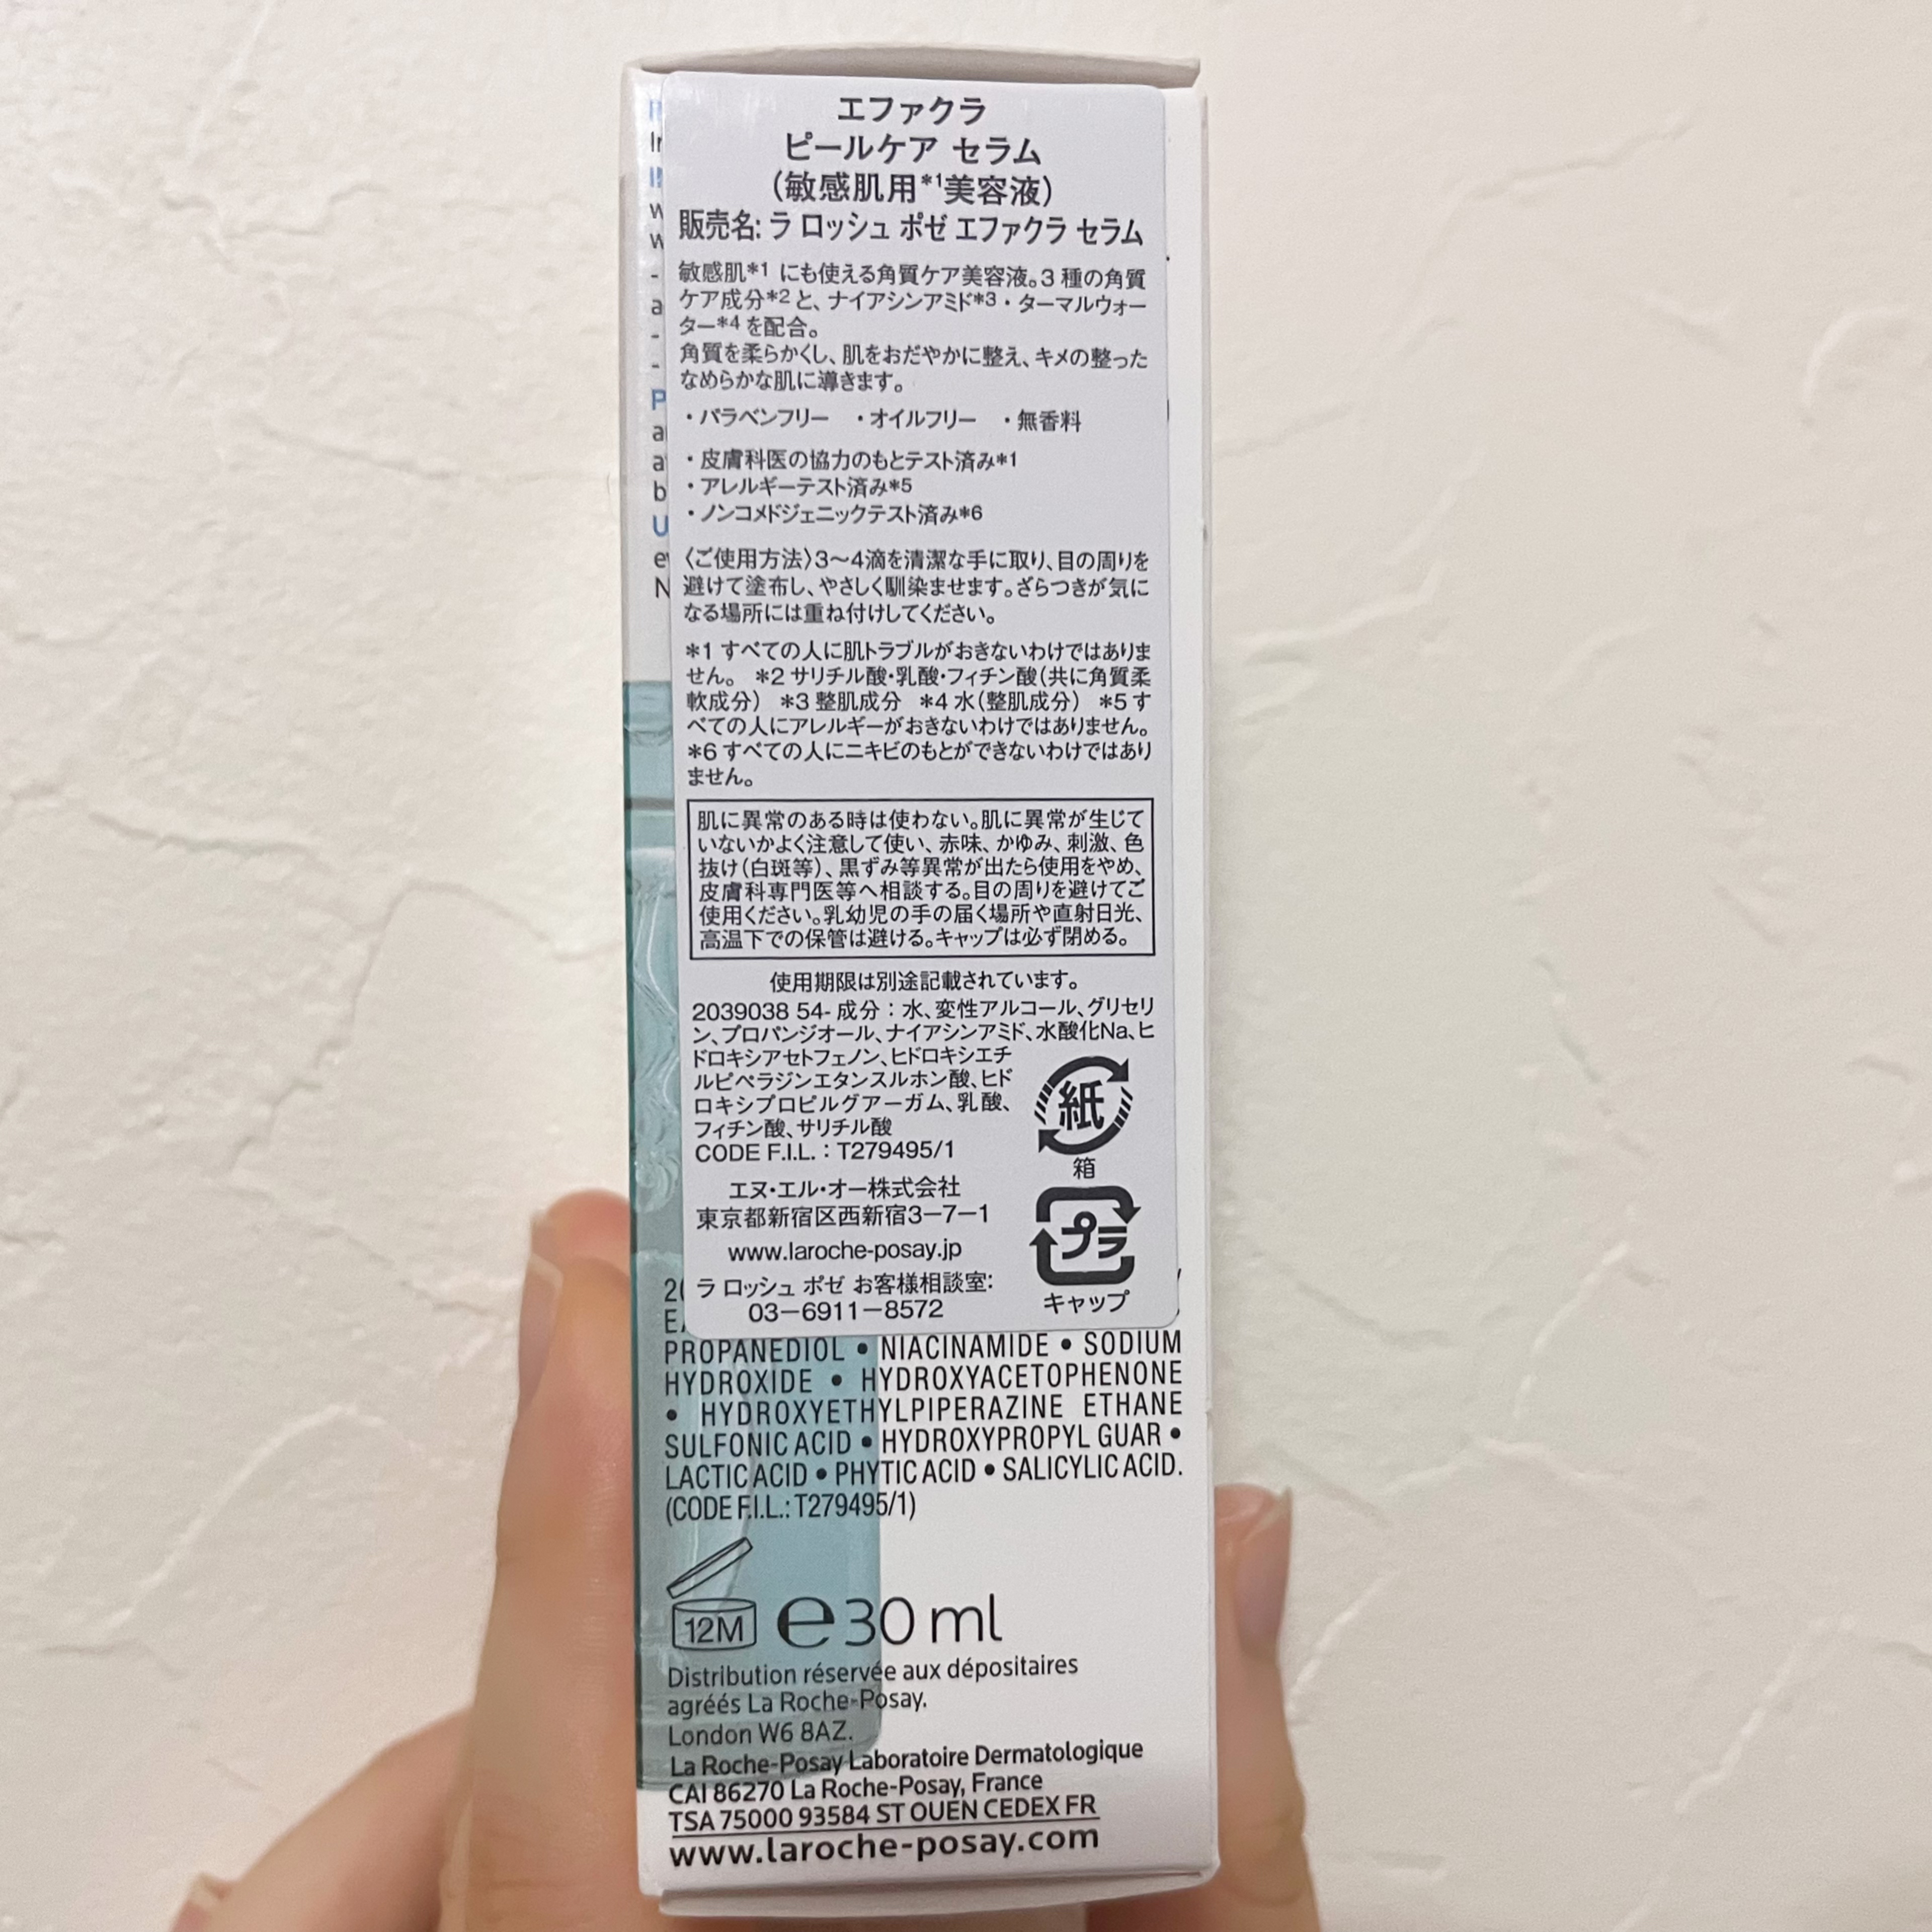 エファクラ
ピールケア セラム
(敏感肌用*1美容液)
販売名: ラ ロッシュ ポゼ エファクラ セラム
敏感肌*1 にも使える角質ケア美容液。3 種の角質
ケア成分*2 と、ナイアシンアミド*3・ターマルウォー
ター*4 を配合。
角質を柔らかくし、肌をおだやかに整え、キメの整った
なめらかな肌に導きます。
・パラベンフリー ・オイルフリー ・無香料
・皮膚科医の協力のもとテスト済み*1
・アレルギーテスト済み*5
・ノンコメドジェニックテスト済み*6
〈ご使用方法〉3〜4滴を清潔な手に取り、目の周りを
避けて塗布し、やさしく馴染ませます。ざらつきが気に
なる場所には重ね付けしてください。
*1 すべての人に肌トラブルがおきないわけではありま
せん。 *2 サリチル酸・乳酸・フィチン酸(共に角質柔
軟成分) *3 整肌成分 *4 水(整肌成分) *5 す
べての人にアレルギーがおきないわけではありません。
*6 すべての人にニキビのもとができないわけではあり
ません。
肌に異常のある時は使わない。肌に異常が生じて
いないかよく注意して使い、赤味、かゆみ、刺激、色
抜け(白斑等)、黒ずみ等異常が出たら使用をやめ、
皮膚科専門医等へ相談する。目の周りを避けてご
使用ください。乳幼児の手の届く場所や直射日光、
高温下での保管は避ける。キャップは必ず閉める。
使用期限は別途記載されています。
2039038 54- 成分：水、変性アルコール、グリセリ
ン、プロパンジオール、ナイアシンアミド、水酸化Na、ヒ
ドロキシアセトフェノン、ヒドロキシエチ
ルピペラジンエタンスルホン酸、ヒド
ロキシプロピルグアーガム、乳酸、
フィチン酸、サリチル酸
CODE F.I.L.：T279495/1
紙
箱
エヌ・エル・オー株式会社
東京都新宿区西新宿3－7－1
www.laroche-posay.jp
プラ
キャップ
ラ ロッシュ ポゼ お客様相談室:
03－6911－8572
PROPANEDIOL • NIACINAMIDE • SODIUM
HYDROXIDE • HYDROXYACETOPHENONE
• HYDROXYETHYLPIPERAZINE ETHANE
SULFONIC ACID • HYDROXYPROPYL GUAR •
LACTIC ACID • PHYTIC ACID • SALICYLIC ACID.
(CODE F.I.L.: T279495/1)
12M e 30 ml
Distribution réservée aux dépositaires
agréés La Roche-Posay.
London W6 8AZ.
La Roche-Posay Laboratoire Dermatologique
CAI 86270 La Roche-Posay, France
TSA 75000 93584 ST OUEN CEDEX FR
www.laroche-posay.com